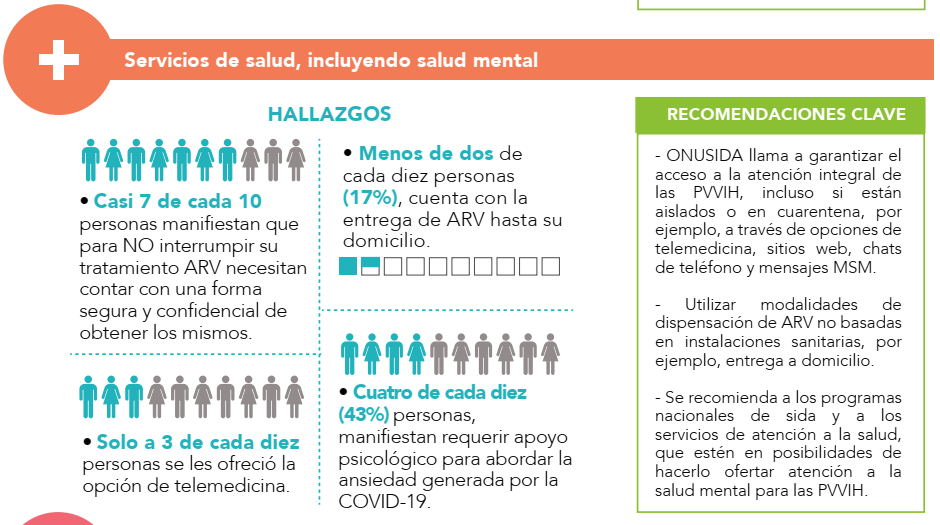 Servicios de salud, incluyendo salud mental
HALLAZGOS
• Casi 7 de cada 10
personas manifiestan que
para NO interrumpir su
tratamiento ARV necesitan
contar con una forma
segura y confidencial de
obtener los mismos.
• Menos de dos de
cada diez personas
(17%), cuenta con la
entrega de ARV hasta su
domicilio.
• Solo a 3 de cada diez
personas se les ofreció la
opción de telemedicina.
• Cuatro de cada diez
(43%) personas,
manifiestan requerir apoyo
psicológico para abordar la
ansiedad generada por la
COVID-19.
RECOMENDACIONES CLAVE
- ONUSIDA llama a garantizar el
acceso a la atención integral de
las PVVIH, incluso si están
aislados o en cuarentena, por
ejemplo, a través de opciones de
telemedicina, sitios web, chats
de teléfono y mensajes MSM.
- Utilizar modalidades de
dispensación de ARV no basadas
en instalaciones sanitarias, por
ejemplo, entrega a domicilio.
- Se recomienda a los programas
nacionales de sida y a los
servicios de atención a la salud,
que estén en posibilidades de
hacerlo ofertar atención a la
salud mental para las PVVIH.